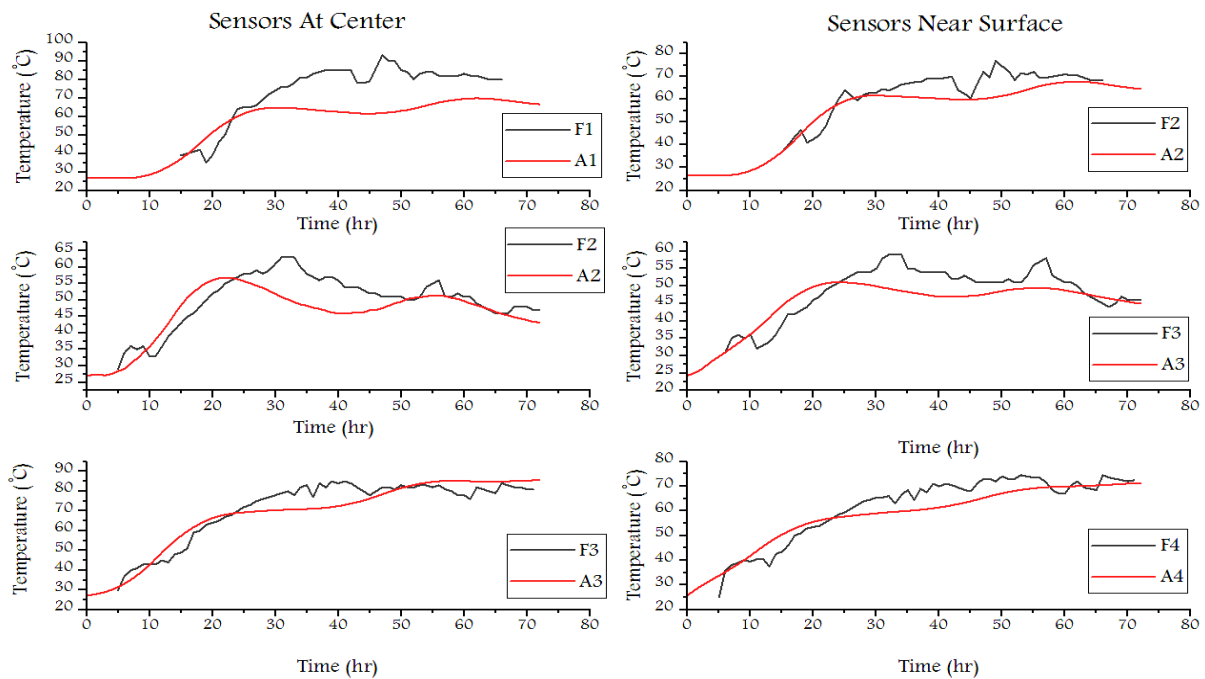 Sensors At Center
Sensors Near Surface
Temperature (°C)
100
90
80
70
60
50
40
30
20
F1
A1
0 10 20 30 40 50 60 70 80
Time (hr)
Temperature (°C)
80
70
60
50
40
30
20
F2
A2
0 10 20 30 40 50 60 70 80
Time (hr)
Temperature (°C)
65
60
55
50
45
40
35
30
25
F2
A2
0 10 20 30 40 50 60 70 80
Time (hr)
Temperature (°C)
60
55
50
45
40
35
30
25
20
F3
A3
0 10 20 30 40 50 60 70 80
Time (hr)
Temperature (°C)
90
80
70
60
50
40
30
20
F3
A3
0 10 20 30 40 50 60 70 80
Time (hr)
Temperature (°C)
80
70
60
50
40
30
20
F4
A4
0 10 20 30 40 50 60 70 80
Time (hr)